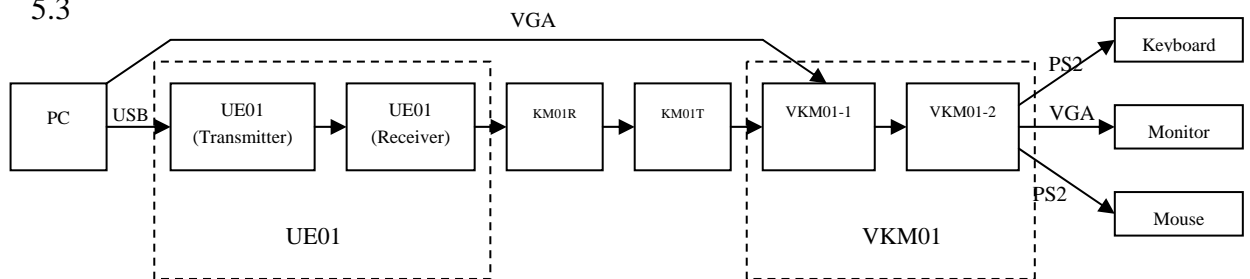 5.3
VGA
Keyboard
PS2
PC
USB
UE01
(Transmitter)
UE01
(Receiver)
KM01R
KM01T
VKM01-1
VKM01-2
VGA
Monitor
PS2
Mouse
UE01
VKM01